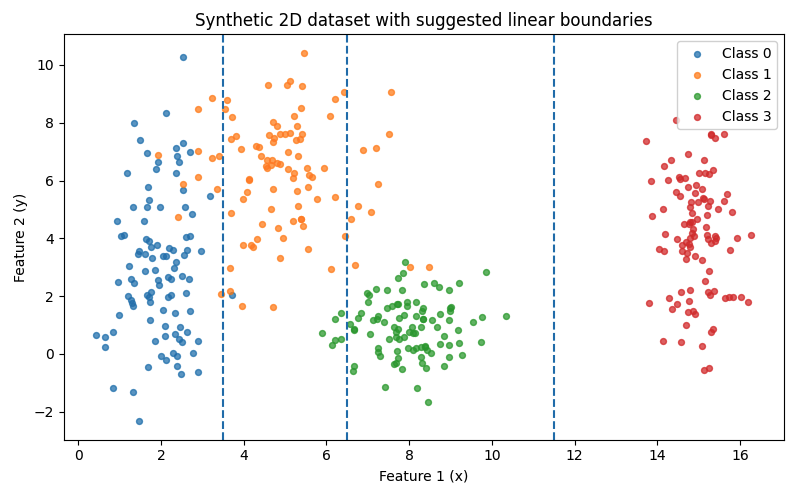 Synthetic 2D dataset with suggested linear boundaries
Class 0
Class 1
Class 2
Class 3
Feature 2 (y)
10
8
6
4
2
0
−2
0 2 4 6 8 10 12 14 16
Feature 1 (x)